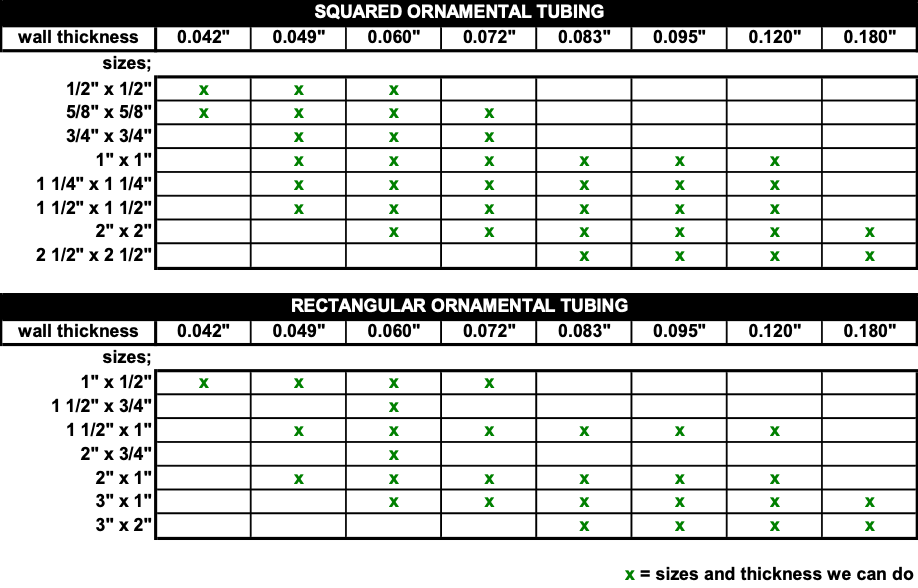 SQUARED ORNAMENTAL TUBING
wall thickness 0.042" 0.049" 0.060" 0.072" 0.083" 0.095" 0.120" 0.180"
sizes;
1/2" x 1/2" x x x
5/8" x 5/8" x x x x
3/4" x 3/4" x x x
1" x 1" x x x x x x
1 1/4" x 1 1/4" x x x x x x
1 1/2" x 1 1/2" x x x x x x
2" x 2" x x x x x x
2 1/2" x 2 1/2" x x x x
RECTANGULAR ORNAMENTAL TUBING
wall thickness 0.042" 0.049" 0.060" 0.072" 0.083" 0.095" 0.120" 0.180"
sizes;
1" x 1/2" x x x x
1 1/2" x 3/4" x
1 1/2" x 1" x x x x x x
2" x 3/4" x
2" x 1" x x x x x x
3" x 1" x x x x x x
3" x 2" x x x x
x = sizes and thickness we can do